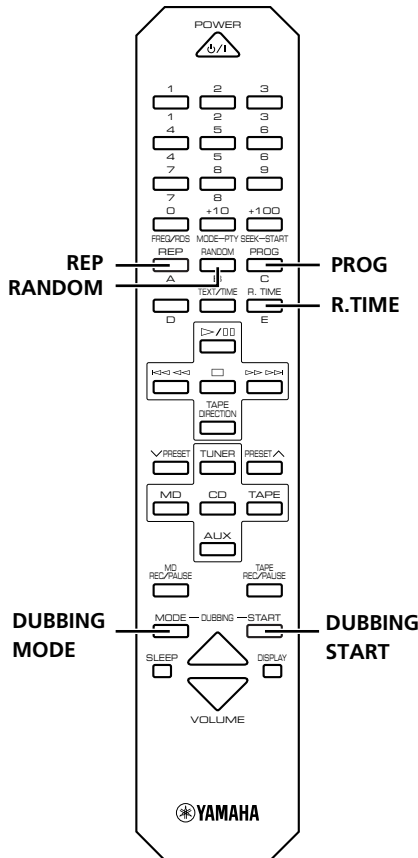 POWER
⏻/I
1 2 3
1 2 3
4 5 6
4 5 6
7 8 9
7 8
0 +10 +100
FREQ/RDS MODE–PTY SEEK–START
REP REP RANDOM PROG PROG
RANDOM A B C
TEXT/TIME R. TIME R.TIME
D E
TAPE
DIRECTION
PRESET TUNER PRESET
MD CD TAPE
AUX
MD
REC/PAUSE
TAPE
REC/PAUSE
DUBBING
MODE
MODE – DUBBING – START
DUBBING
START
SLEEP DISPLAY
VOLUME
YAMAHA